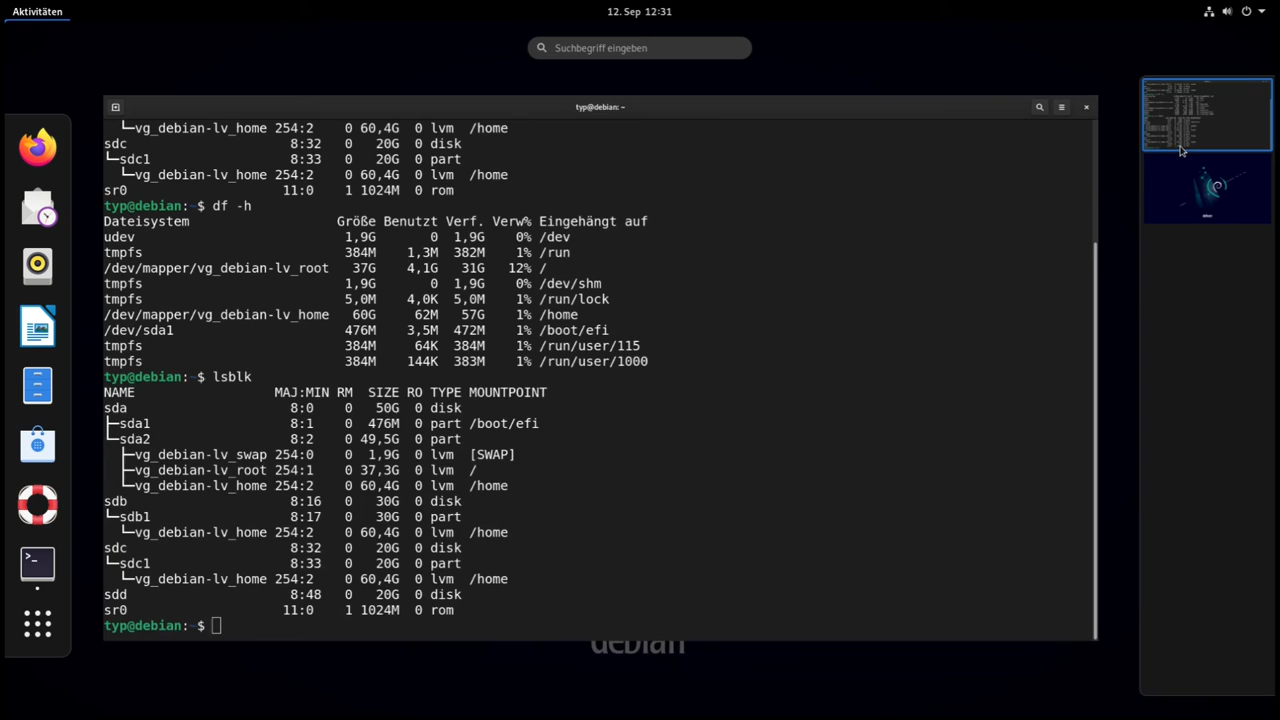 Aktivitäten
12. Sep 12:31
Suchbegriff eingeben
typ@debian: ~
└─vg_debian-lv_home 254:2 0 60,4G 0 lvm /home
sdc 8:32 0 20G 0 disk
└─sdc1 8:33 0 20G 0 part
└─vg_debian-lv_home 254:2 0 60,4G 0 lvm /home
sr0 11:0 1 1024M 0 rom
typ@debian:~$ df -h
Dateisystem Größe Benutzt Verf. Verw% Eingehängt auf
udev 1,9G 0 1,9G 0% /dev
tmpfs 384M 1,3M 382M 1% /run
/dev/mapper/vg_debian-lv_root 37G 4,1G 31G 12% /
tmpfs 1,9G 0 1,9G 0% /dev/shm
tmpfs 5,0M 4,0K 5,0M 1% /run/lock
/dev/mapper/vg_debian-lv_home 60G 62M 57G 1% /home
/dev/sda1 476M 3,5M 472M 1% /boot/efi
tmpfs 384M 64K 384M 1% /run/user/115
tmpfs 384M 144K 383M 1% /run/user/1000
typ@debian:~$ lsblk
NAME MAJ:MIN RM SIZE RO TYPE MOUNTPOINT
sda 8:0 0 50G 0 disk
├─sda1 8:1 0 476M 0 part /boot/efi
└─sda2 8:2 0 49,5G 0 part
├─vg_debian-lv_swap 254:0 0 1,9G 0 lvm [SWAP]
├─vg_debian-lv_root 254:1 0 37,3G 0 lvm /
└─vg_debian-lv_home 254:2 0 60,4G 0 lvm /home
sdb 8:16 0 30G 0 disk
└─sdb1 8:17 0 30G 0 part
└─vg_debian-lv_home 254:2 0 60,4G 0 lvm /home
sdc 8:32 0 20G 0 disk
└─sdc1 8:33 0 20G 0 part
└─vg_debian-lv_home 254:2 0 60,4G 0 lvm /home
sdd 8:48 0 20G 0 disk
sr0 11:0 1 1024M 0 rom
typ@debian:~$
debian